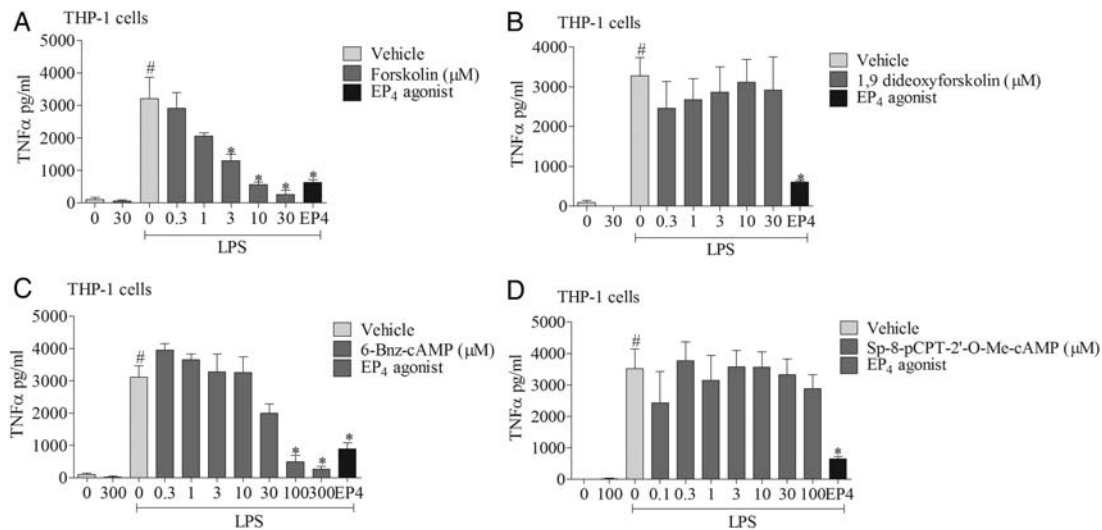 A
THP-1 cells
TNFα pg/ml
4000
3000
2000
1000
0
#
*
*
*
*
Vehicle
Forskolin (μM)
EP4 agonist
0 30 0 0.3 1 3 10 30 EP4
LPS
B
THP-1 cells
TNFα pg/ml
4000
3000
2000
1000
0
#
*
Vehicle
1,9 dideoxyforskolin (μM)
EP4 agonist
0 30 0 0.3 1 3 10 30 EP4
LPS
C
THP-1 cells
TNFα pg/ml
5000
4000
3000
2000
1000
0
#
*
*
*
Vehicle
6-Bnz-cAMP (μM)
EP4 agonist
0 300 0 0.3 1 3 10 30 100 300 EP4
LPS
D
THP-1 cells
TNFα pg/ml
5000
4000
3000
2000
1000
0
#
*
Vehicle
Sp-8-pCPT-2'-O-Me-cAMP (μM)
EP4 agonist
0 100 0 0.1 0.3 1 3 10 30 100 EP4
LPS